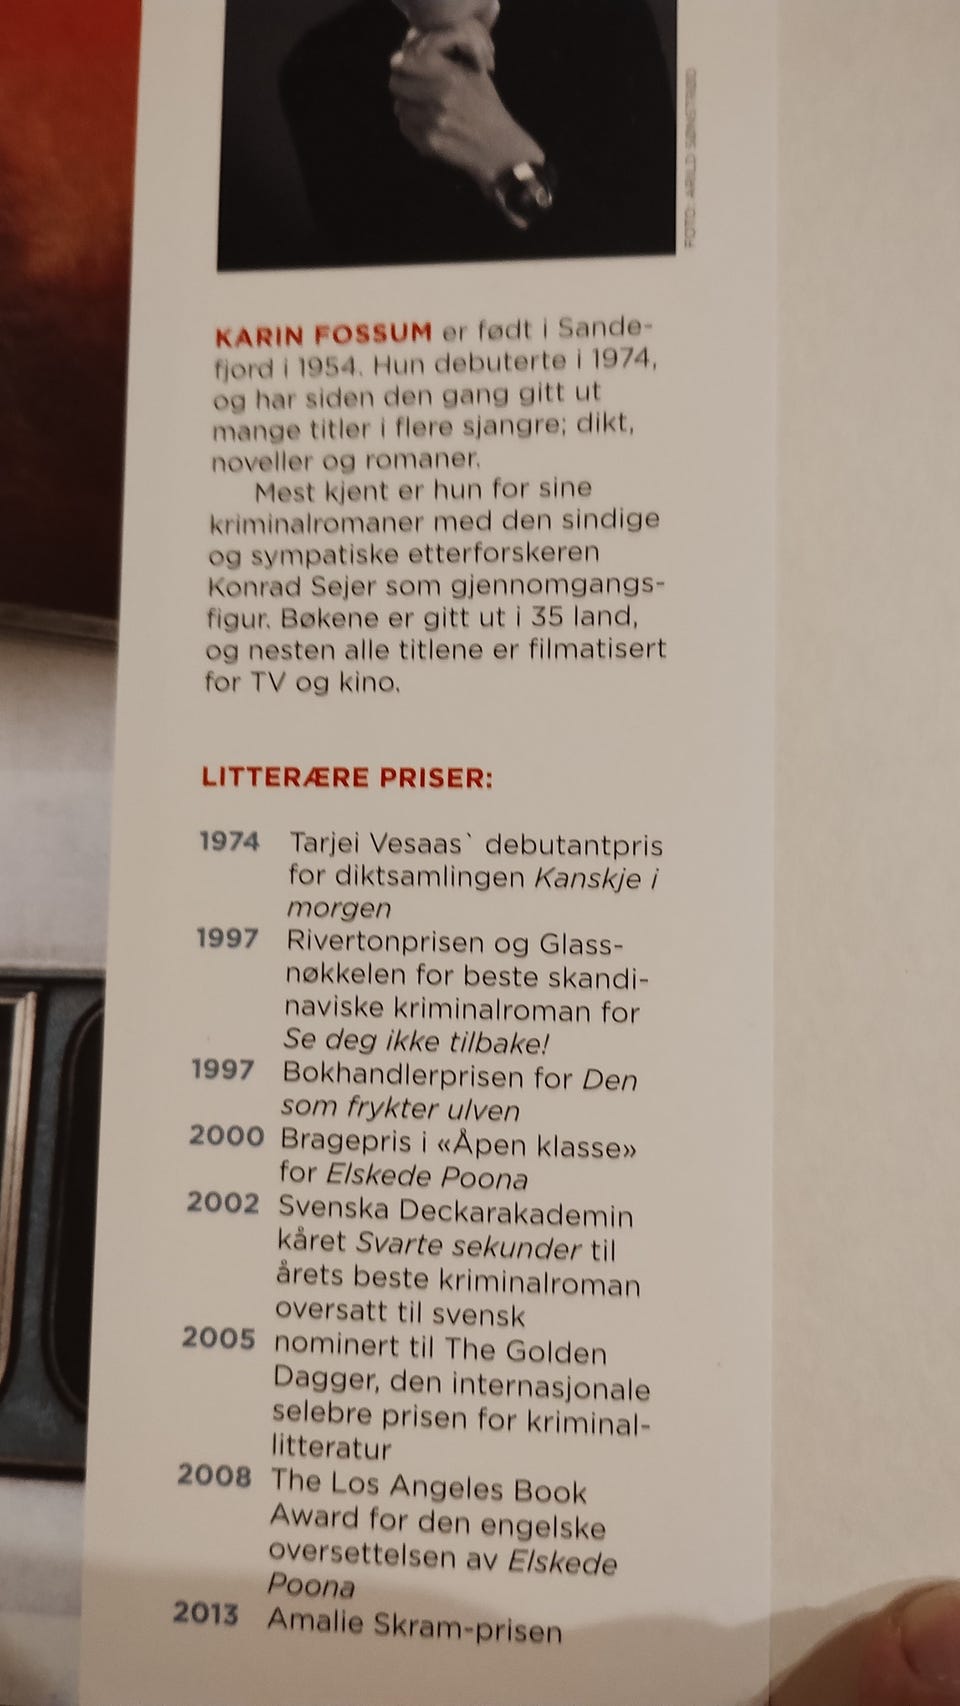 FOTO: ARILD SØNSTRØD
KARIN FOSSUM er født i Sande-
fjord i 1954. Hun debuterte i 1974,
og har siden den gang gitt ut
mange titler i flere sjangre; dikt,
noveller og romaner.
Mest kjent er hun for sine
kriminalromaner med den sindige
og sympatiske etterforskeren
Konrad Sejer som gjennomgangs-
figur. Bøkene er gitt ut i 35 land,
og nesten alle titlene er filmatisert
for TV og kino.
LITTERÆRE PRISER:
1974 Tarjei Vesaas` debutantpris
for diktsamlingen Kanskje i
morgen
1997 Rivertonprisen og Glass-
nøkkelen for beste skandi-
naviske kriminalroman for
Se deg ikke tilbake!
1997 Bokhandlerprisen for Den
som frykter ulven
2000 Bragepris i «Åpen klasse»
for Elskede Poona
2002 Svenska Deckarakademin
kåret Svarte sekunder til
årets beste kriminalroman
oversatt til svensk
2005 nominert til The Golden
Dagger, den internasjonale
selebre prisen for kriminal-
litteratur
2008 The Los Angeles Book
Award for den engelske
oversettelsen av Elskede
Poona
2013 Amalie Skram-prisen